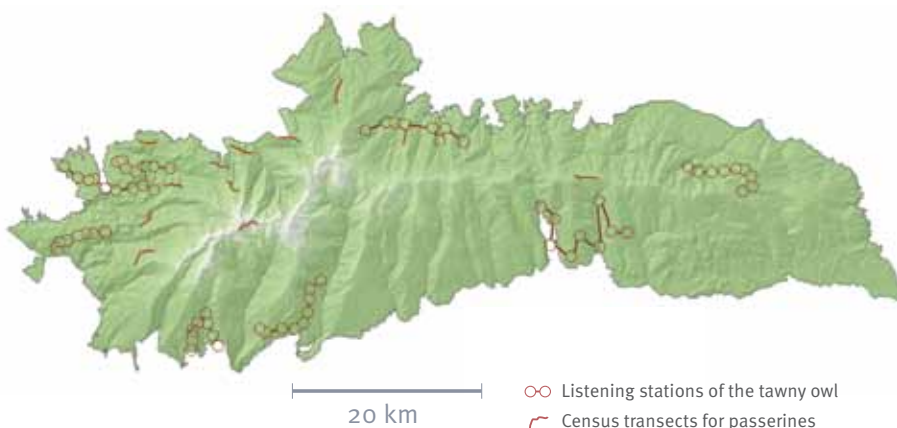 20 km
Listening stations of the tawny owl
Census transects for passerines